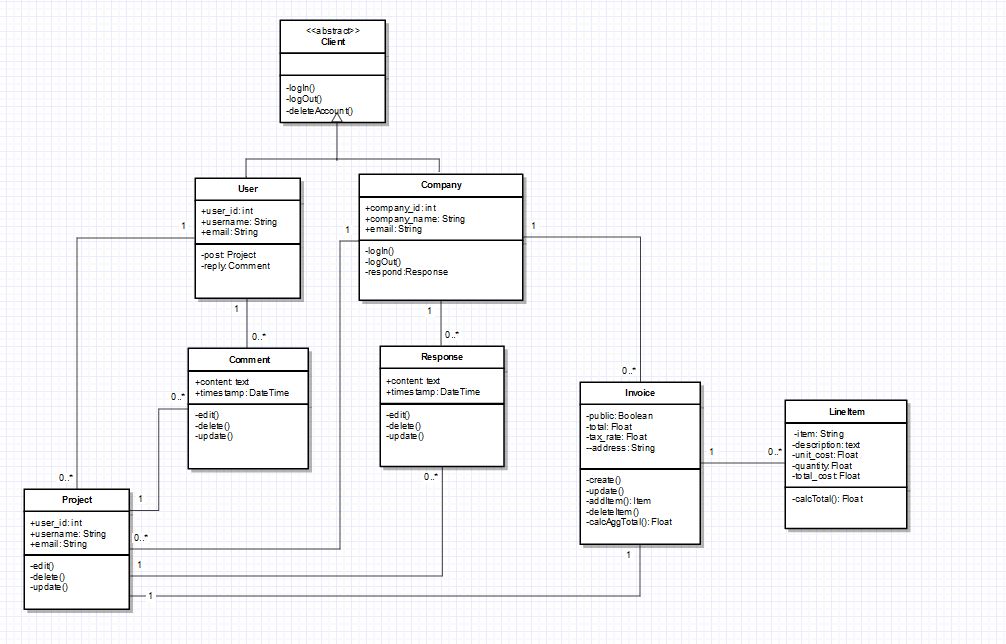 <<abstract>>
Client
-logIn()
-logOut()
-deleteAccount()
User
+user_id: int
+username: String
+email: String
-post: Project
-reply: Comment
Company
+company_id: int
+company_name: String
+email: String
-logIn()
-logOut()
-respond:Response
1
1
1
1
0..*
1
0..*
Comment
+content: text
+timestamp: DateTime
-edit()
-delete()
-update()
Response
+content: text
+timestamp: DateTime
-edit()
-delete()
-update()
0..*
0..*
Invoice
-public: Boolean
-total: Float
-tax_rate: Float
--address: String
-create()
-update()
-addItem(): Item
-deleteItem()
-calcAggTotal(): Float
1
0..*
LineItem
-item: String
-description: text
-unit_cost: Float
-quantity: Float
-total_cost: Float
-calcTotal(): Float
0..*
0..*
Project
+user_id: int
+username: String
+email: String
-edit()
-delete()
-update()
1
0..*
1
1
1